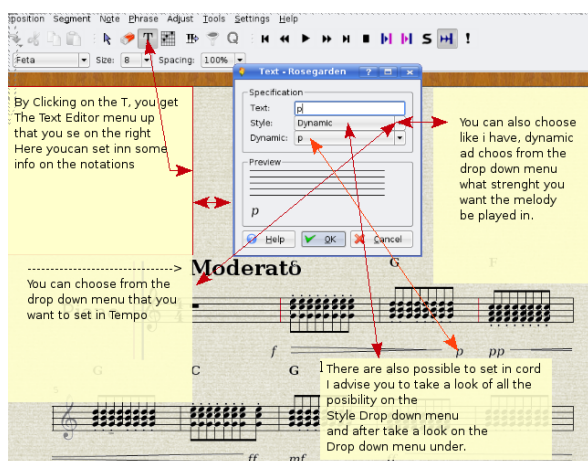 position Segment Note Phrase Adjust Tools Settings Help
T Q S !
Feta Size: 8 Spacing: 100%
Text - Rosegarden
Specification
Text: p
Style: Dynamic
Dynamic: p
Preview
p
Help OK Cancel
By Clicking on the T, you get
The Text Editor menu up
that you se on the right
Here youcan set inn some
info on the notations
You can also choose
like i have, dynamic
ad choos from the
drop down menu
what strenght you
want the melody
be played in.
---------------------->
You can choose from the
drop down menu that you
want to set in Tempo
Moderato
G F
f p pp
G C G
There are also possible to set in cord
I advise you to take a look of all the
posibility on the
Style Drop down menu
and after take a look on the
Drop down menu under.
ff mf